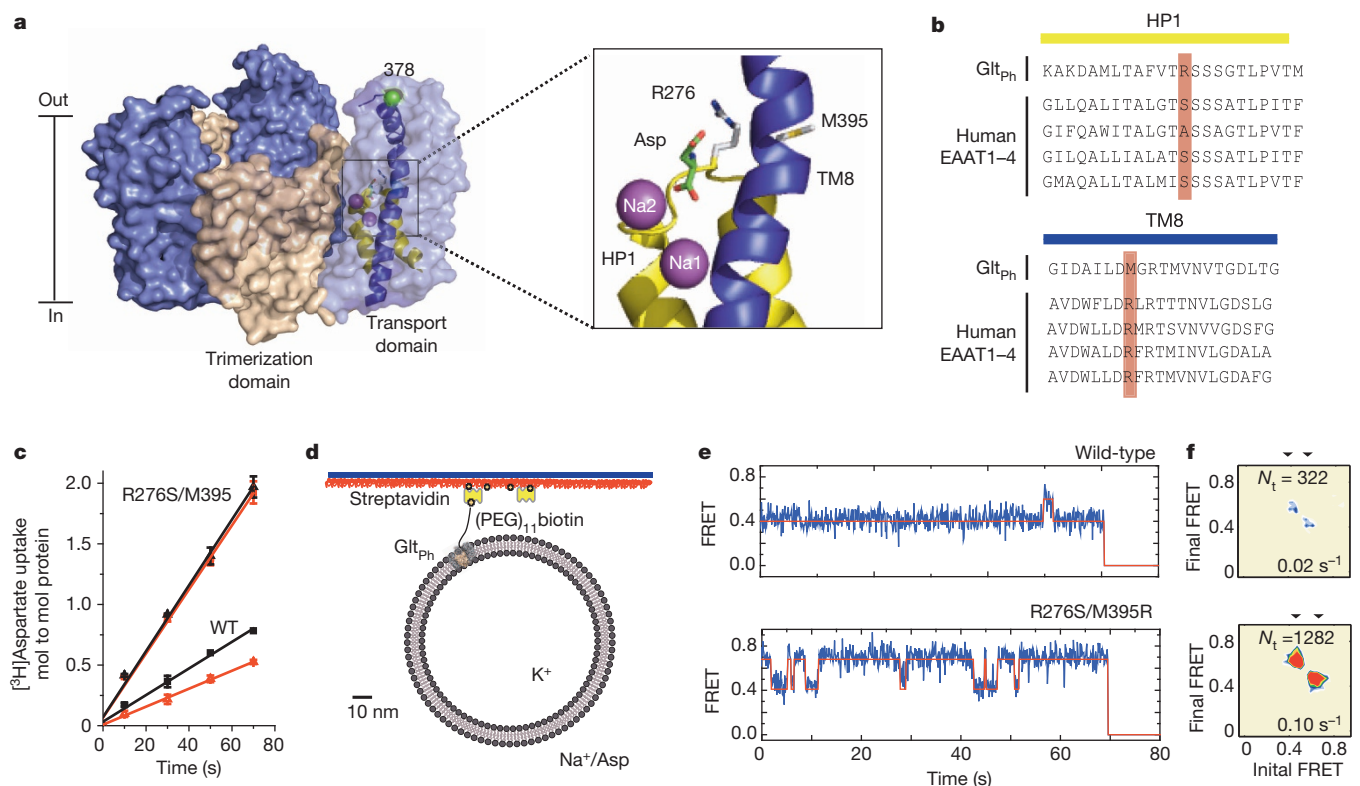 a
Out
In
378
Trimerization
domain
Transport
domain
R276
Asp
M395
TM8
Na2
Na1
HP1
b
HP1
GltPh
KAKDAMLTAFVTRSSSGTLPVTM
Human
EAAT1–4
GLLQALITALGTSSSSATLPITF
GIFQAWITALGTASSAGTLPVTF
GILQALLIALATSSSSATLPITF
GMAQALLTALMISSSSATLPVTF
TM8
GltPh
GIDAILDMGRTMVNVTGDLTG
Human
EAAT1–4
AVDWFLDRLRTTTNVLGDSLG
AVDWLLDRMRTSVNVVGDSFG
AVDWALDRFRTMINVLGDALA
AVDWLLDRFRTMVNVLGDAFG
c
[³H]Aspartate uptake
mol to mol protein
2.0
1.5
1.0
0.5
0
R276S/M395
WT
0 20 40 60 80
Time (s)
d
Streptavidin
(PEG)11biotin
GltPh
K+
10 nm
Na+/Asp
e
Wild-type
FRET
0.8
0.4
0.0
R276S/M395R
FRET
0.8
0.4
0.0
0 20 40 60 80
Time (s)
f
Final FRET
0.8
0.4
0
Nt = 322
0.02 s−1
Final FRET
0.8
0.4
0
Nt =1282
0.10 s−1
0 0.4 0.8
Inital FRET